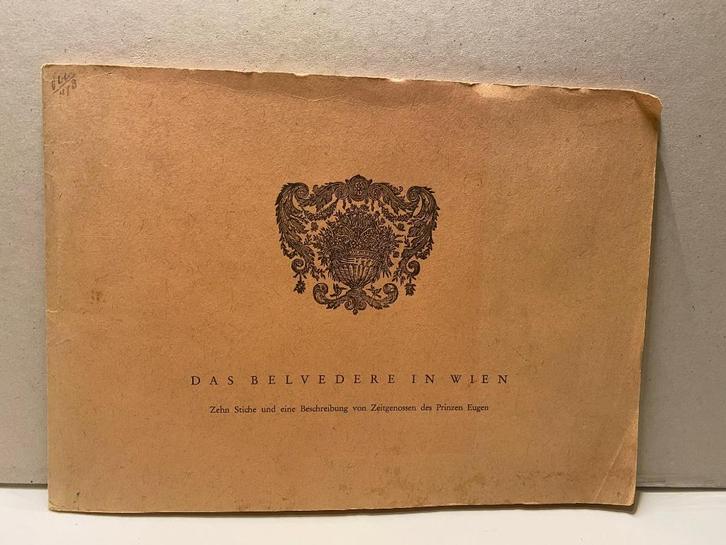 DAS BELVEDERE IN WIEN
Zehn Stiche und eine Beschreibung von Zeitgenossen des Prinzen Eugen